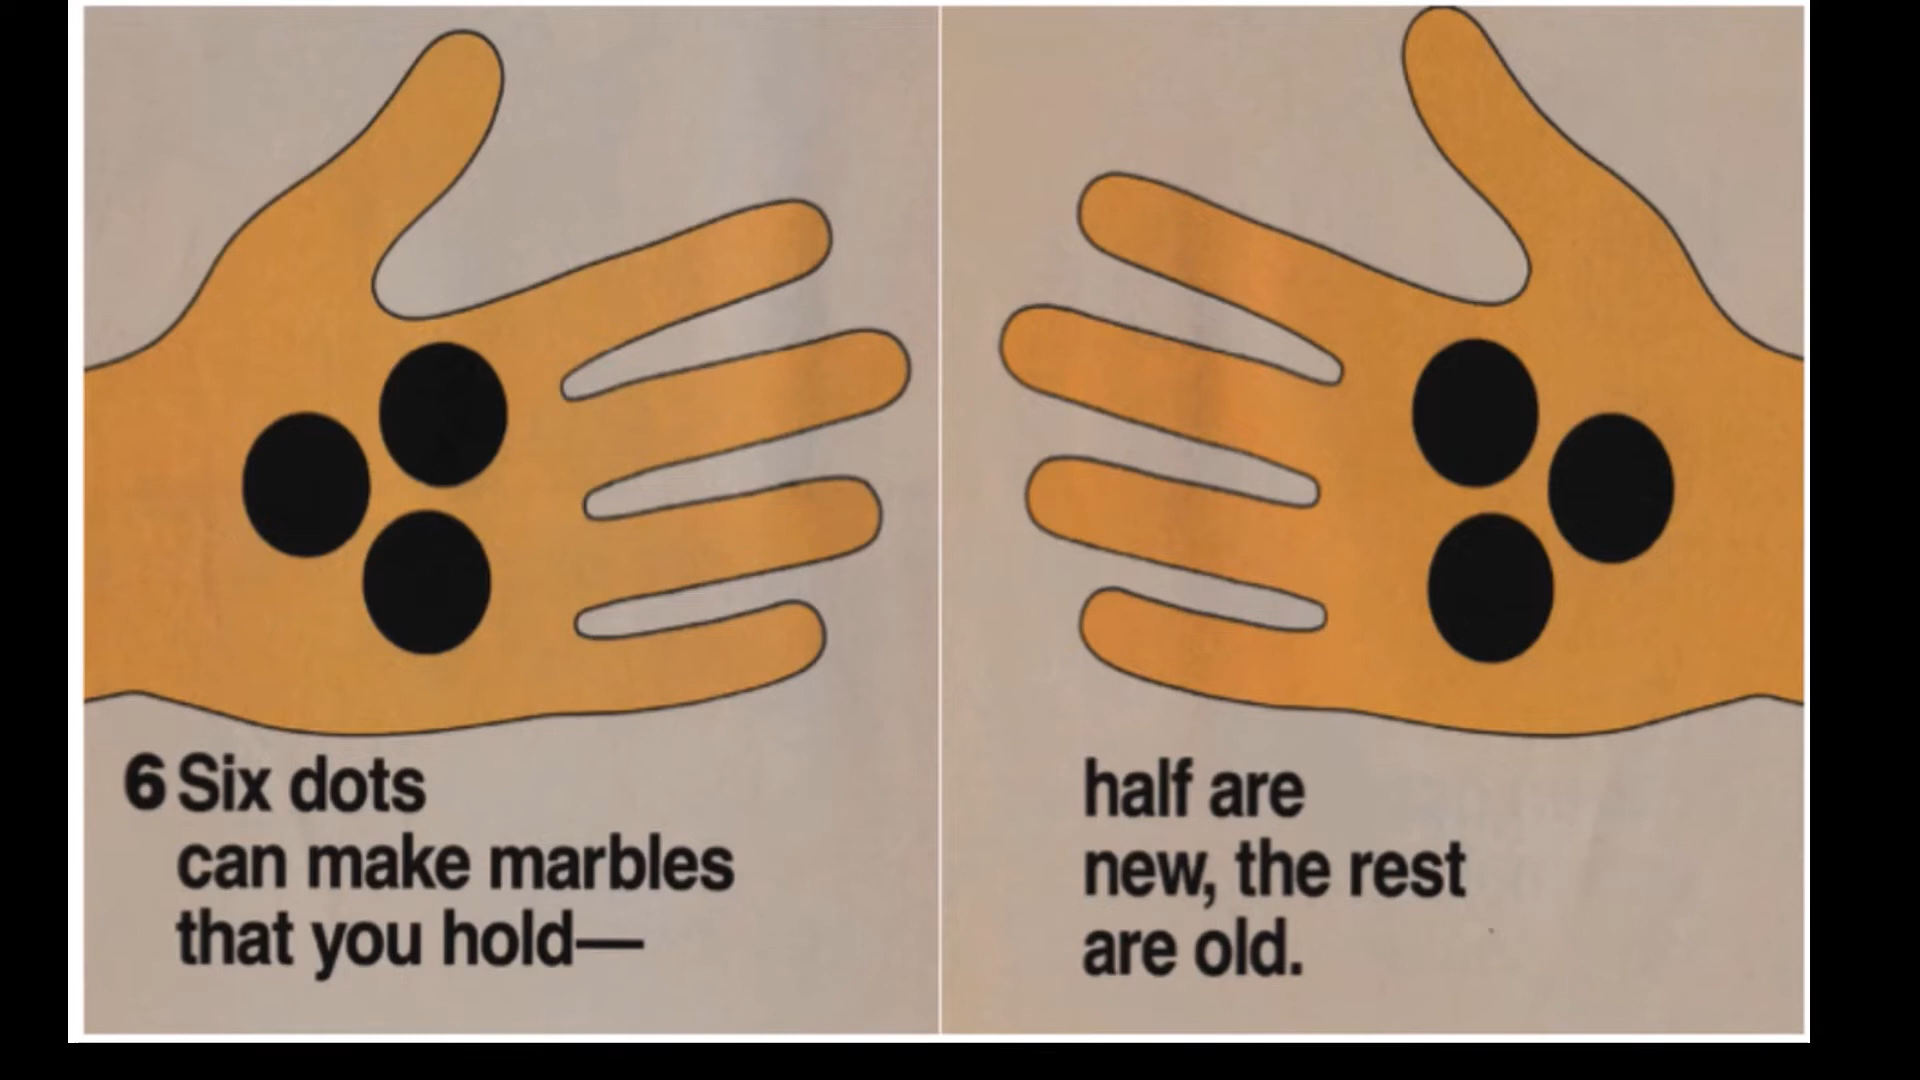 6 Six dots
can make marbles
that you hold—
half are
new, the rest
are old.